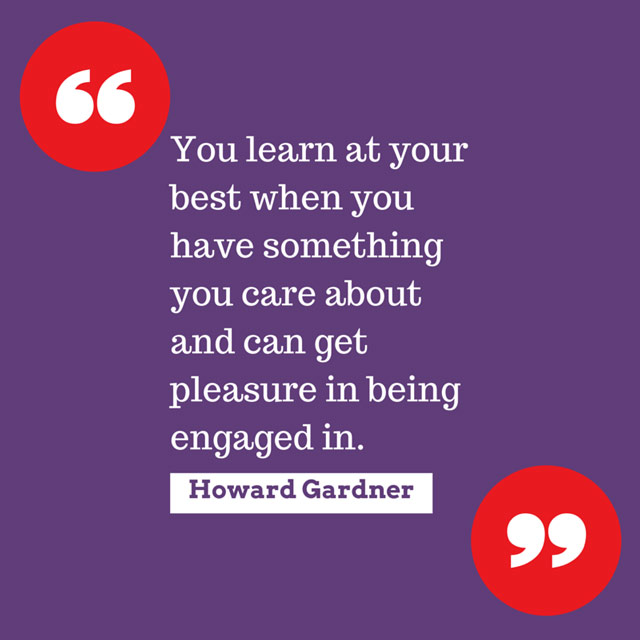 “
You learn at your
best when you
have something
you care about
and can get
pleasure in being
engaged in.
Howard Gardner
”